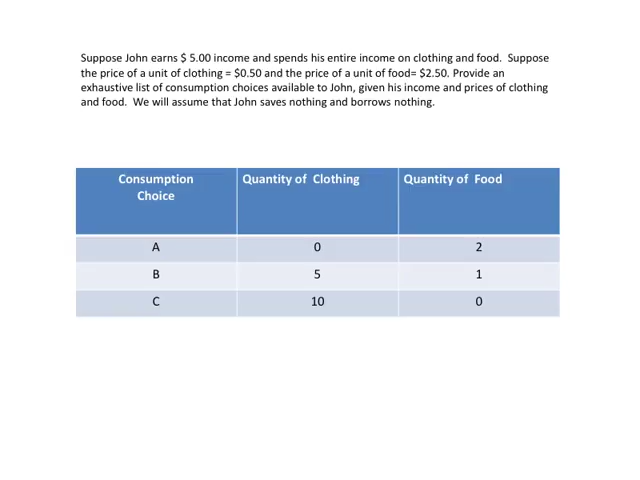 Suppose John earns $ 5.00 income and spends his entire income on clothing and food.  Suppose
the price of a unit of clothing = $0.50 and the price of a unit of food= $2.50. Provide an
exhaustive list of consumption choices available to John, given his income and prices of clothing
and food.  We will assume that John saves nothing and borrows nothing.
Consumption Choice Quantity of  Clothing Quantity of  Food
A 0 2
B 5 1
C 10 0